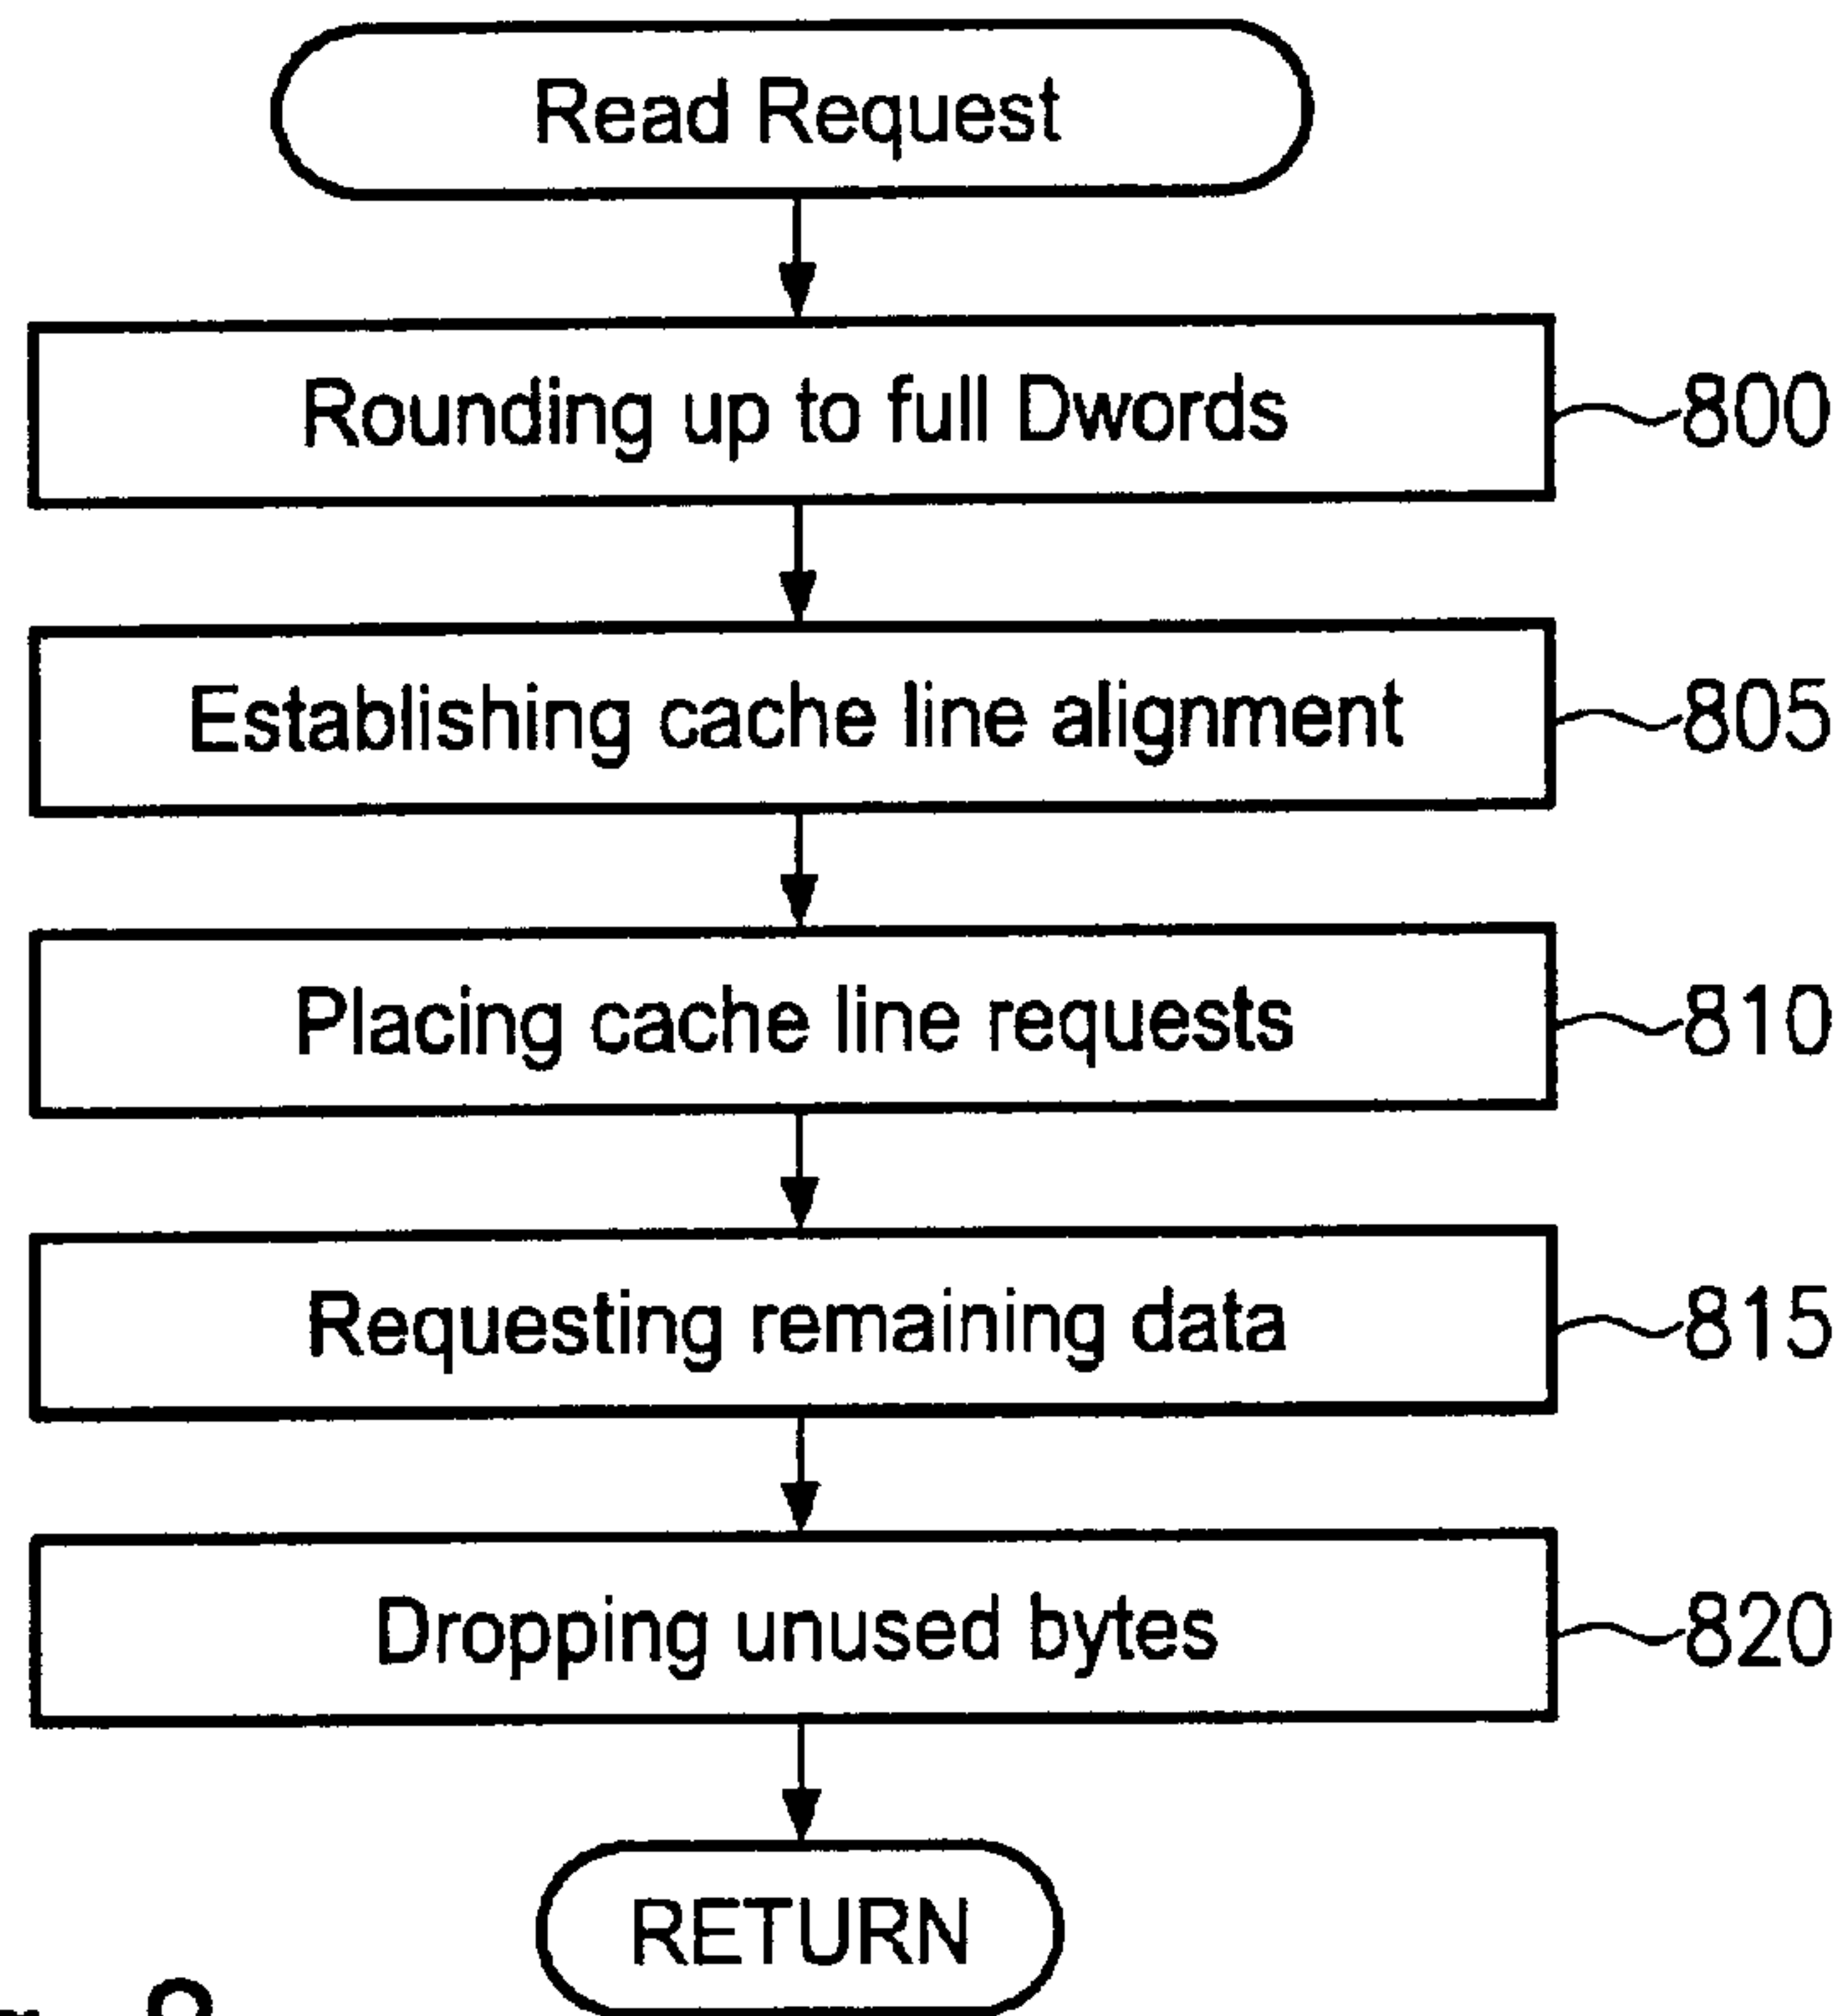 Read Request
Rounding up to full Dwords
800
Establishing cache line alignment
805
Placing cache line requests
810
Requesting remaining data
815
Dropping unused bytes
820
RETURN